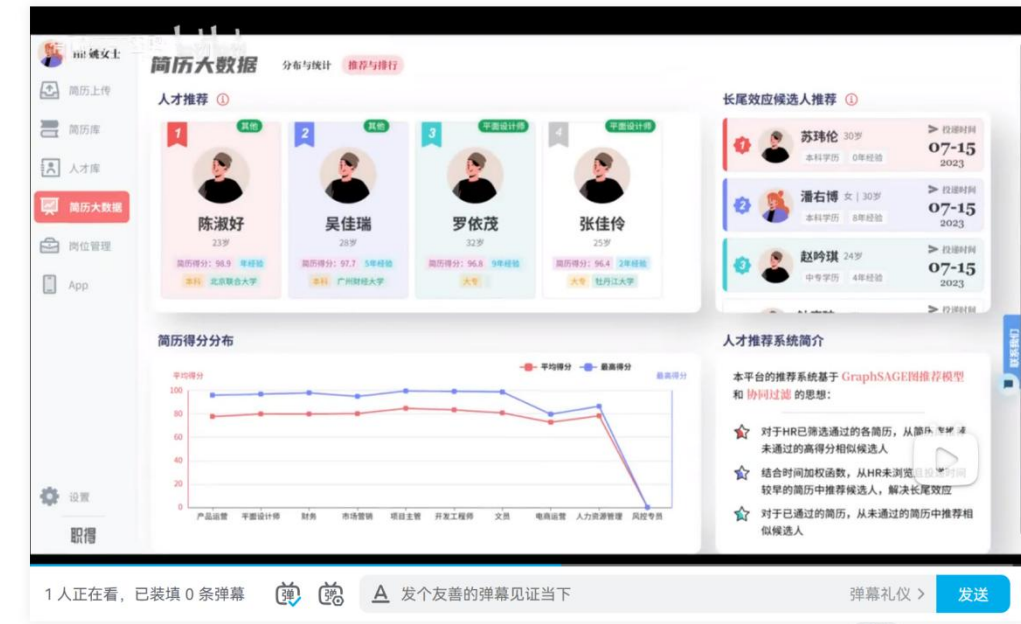 Hi! 姚女士
简历上传
简历库
人才库
简历大数据
岗位管理
App
设置
职得
简历大数据
分布与统计
推荐与排行
人才推荐
1
其他
陈淑好
23岁
简历得分：98.9 年经验
本科 北京联合大学
2
其他
吴佳瑞
28岁
简历得分：97.7 5年经验
本科 广州财经大学
3
平面设计师
罗依茂
32岁
简历得分：96.8 9年经验
大专
4
平面设计师
张佳伶
25岁
简历得分：96.4 2年经验
大专 牡丹江大学
长尾效应候选人推荐
1
苏玮伦 30岁
本科学历 0年经验
投递时间
07-15
2023
2
潘右博 女 | 30岁
本科学历 8年经验
投递时间
07-15
2023
3
赵吟琪 24岁
中专学历 4年经验
投递时间
07-15
2023
投递时间
简历得分分布
平均得分
平均得分 最高得分
最高得分
100
80
60
40
20
0
产品运营 平面设计师 财务 市场营销 项目主管 开发工程师 文员 电商运营 人力资源管理 风控专员
人才推荐系统简介
本平台的推荐系统基于 GraphSAGE图推荐模型
和 协同过滤 的思想：
对于HR已筛选通过的各简历，从简历
未通过的高得分相似候选人
结合时间加权函数，从HR未浏览且投递时间
较早的简历中推荐候选人，解决长尾效应
对于已通过的简历，从未通过的简历中推荐相
似候选人
联系我们
1 人正在看，已装填 0 条弹幕
弹
弹
A
发个友善的弹幕见证当下
弹幕礼仪 >
发送